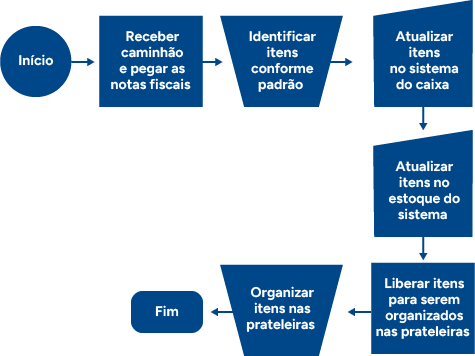 Início
Receber
caminhão
e pegar as
notas fiscais
Identificar
itens
conforme
padrão
Atualizar
itens
no sistema
do caixa
Atualizar
itens no
estoque do
sistema
Liberar itens
para serem
organizados
nas prateleiras
Organizar
itens nas
prateleiras
Fim